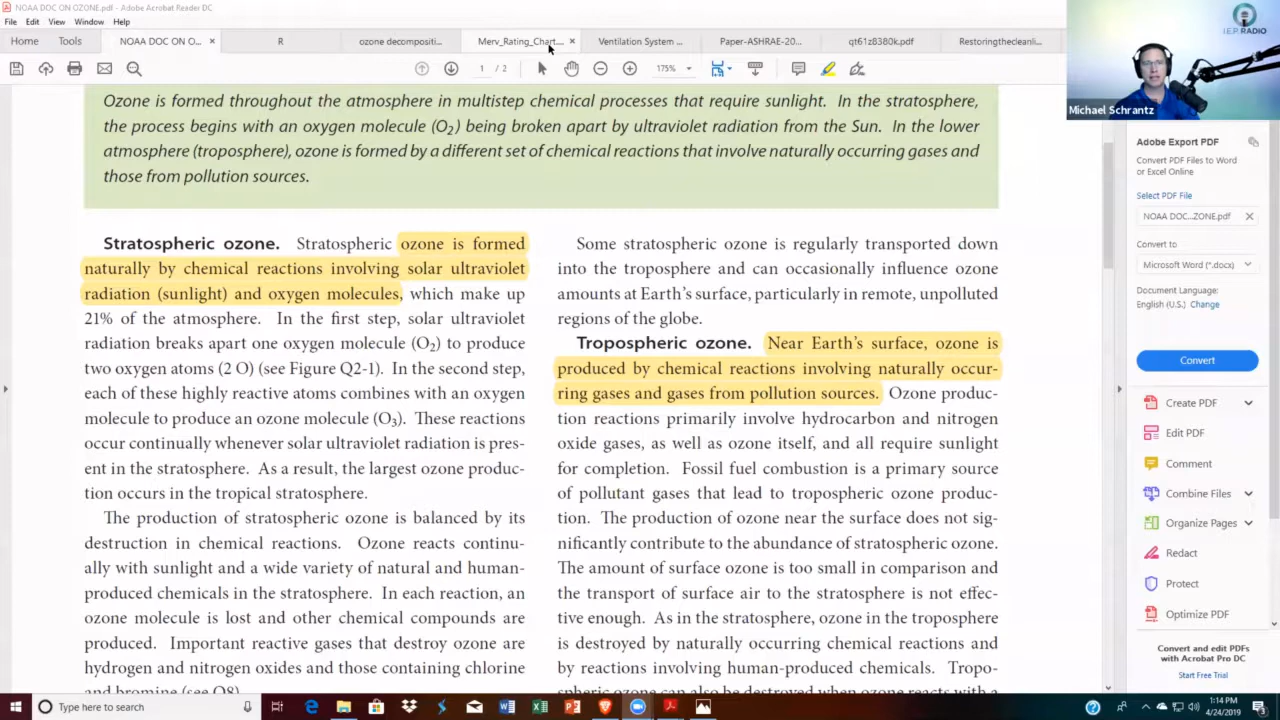 NOAA DOC ON OZONE.pdf - Adobe Acrobat Reader DC
File Edit View Window Help
Home Tools NOAA DOC ON O... × R ozone decompositi... Merv_Rating_Chart... × Ventilation System ... Paper-ASHRAE-20... qt61z8380k.pdf Restoringthecleanli...
1 / 2 175%
I.E.P. RADIO
Michael Schrantz
Ozone is formed throughout the atmosphere in multistep chemical processes that require sunlight. In the stratosphere,
the process begins with an oxygen molecule (O₂) being broken apart by ultraviolet radiation from the Sun. In the lower
atmosphere (troposphere), ozone is formed by a different set of chemical reactions that involve naturally occurring gases and
those from pollution sources.
Stratospheric ozone. Stratospheric ozone is formed
naturally by chemical reactions involving solar ultraviolet
radiation (sunlight) and oxygen molecules, which make up
21% of the atmosphere. In the first step, solar ultraviolet
radiation breaks apart one oxygen molecule (O₂) to produce
two oxygen atoms (2 O) (see Figure Q2-1). In the second step,
each of these highly reactive atoms combines with an oxygen
molecule to produce an ozone molecule (O₃). These reactions
occur continually whenever solar ultraviolet radiation is pres-
ent in the stratosphere. As a result, the largest ozone produc-
tion occurs in the tropical stratosphere.
The production of stratospheric ozone is balanced by its
destruction in chemical reactions. Ozone reacts continu-
ally with sunlight and a wide variety of natural and human-
produced chemicals in the stratosphere. In each reaction, an
ozone molecule is lost and other chemical compounds are
produced. Important reactive gases that destroy ozone are
hydrogen and nitrogen oxides and those containing chlorine
and bromine (see Q8).
Some stratospheric ozone is regularly transported down
into the troposphere and can occasionally influence ozone
amounts at Earth's surface, particularly in remote, unpolluted
regions of the globe.
Tropospheric ozone. Near Earth's surface, ozone is
produced by chemical reactions involving naturally occur-
ring gases and gases from pollution sources. Ozone produc-
tion reactions primarily involve hydrocarbon and nitrogen
oxide gases, as well as ozone itself, and all require sunlight
for completion. Fossil fuel combustion is a primary source
of pollutant gases that lead to tropospheric ozone produc-
tion. The production of ozone near the surface does not sig-
nificantly contribute to the abundance of stratospheric ozone.
The amount of surface ozone is too small in comparison and
the transport of surface air to the stratosphere is not effec-
tive enough. As in the stratosphere, ozone in the troposphere
is destroyed by naturally occurring chemical reactions and
by reactions involving human-produced chemicals. Tropo-
spheric ozone can also be destroyed when ozone reacts with a
Adobe Export PDF
Convert PDF Files to Word
or Excel Online
Select PDF File
NOAA DOC...ZONE.pdf ×
Convert to
Microsoft Word (*.docx)
Document Language:
English (U.S.) Change
Convert
Create PDF
Edit PDF
Comment
Combine Files
Organize Pages
Redact
Protect
Optimize PDF
Convert and edit PDFs
with Acrobat Pro DC
Start Free Trial
Type here to search
1:14 PM
4/24/2019
3